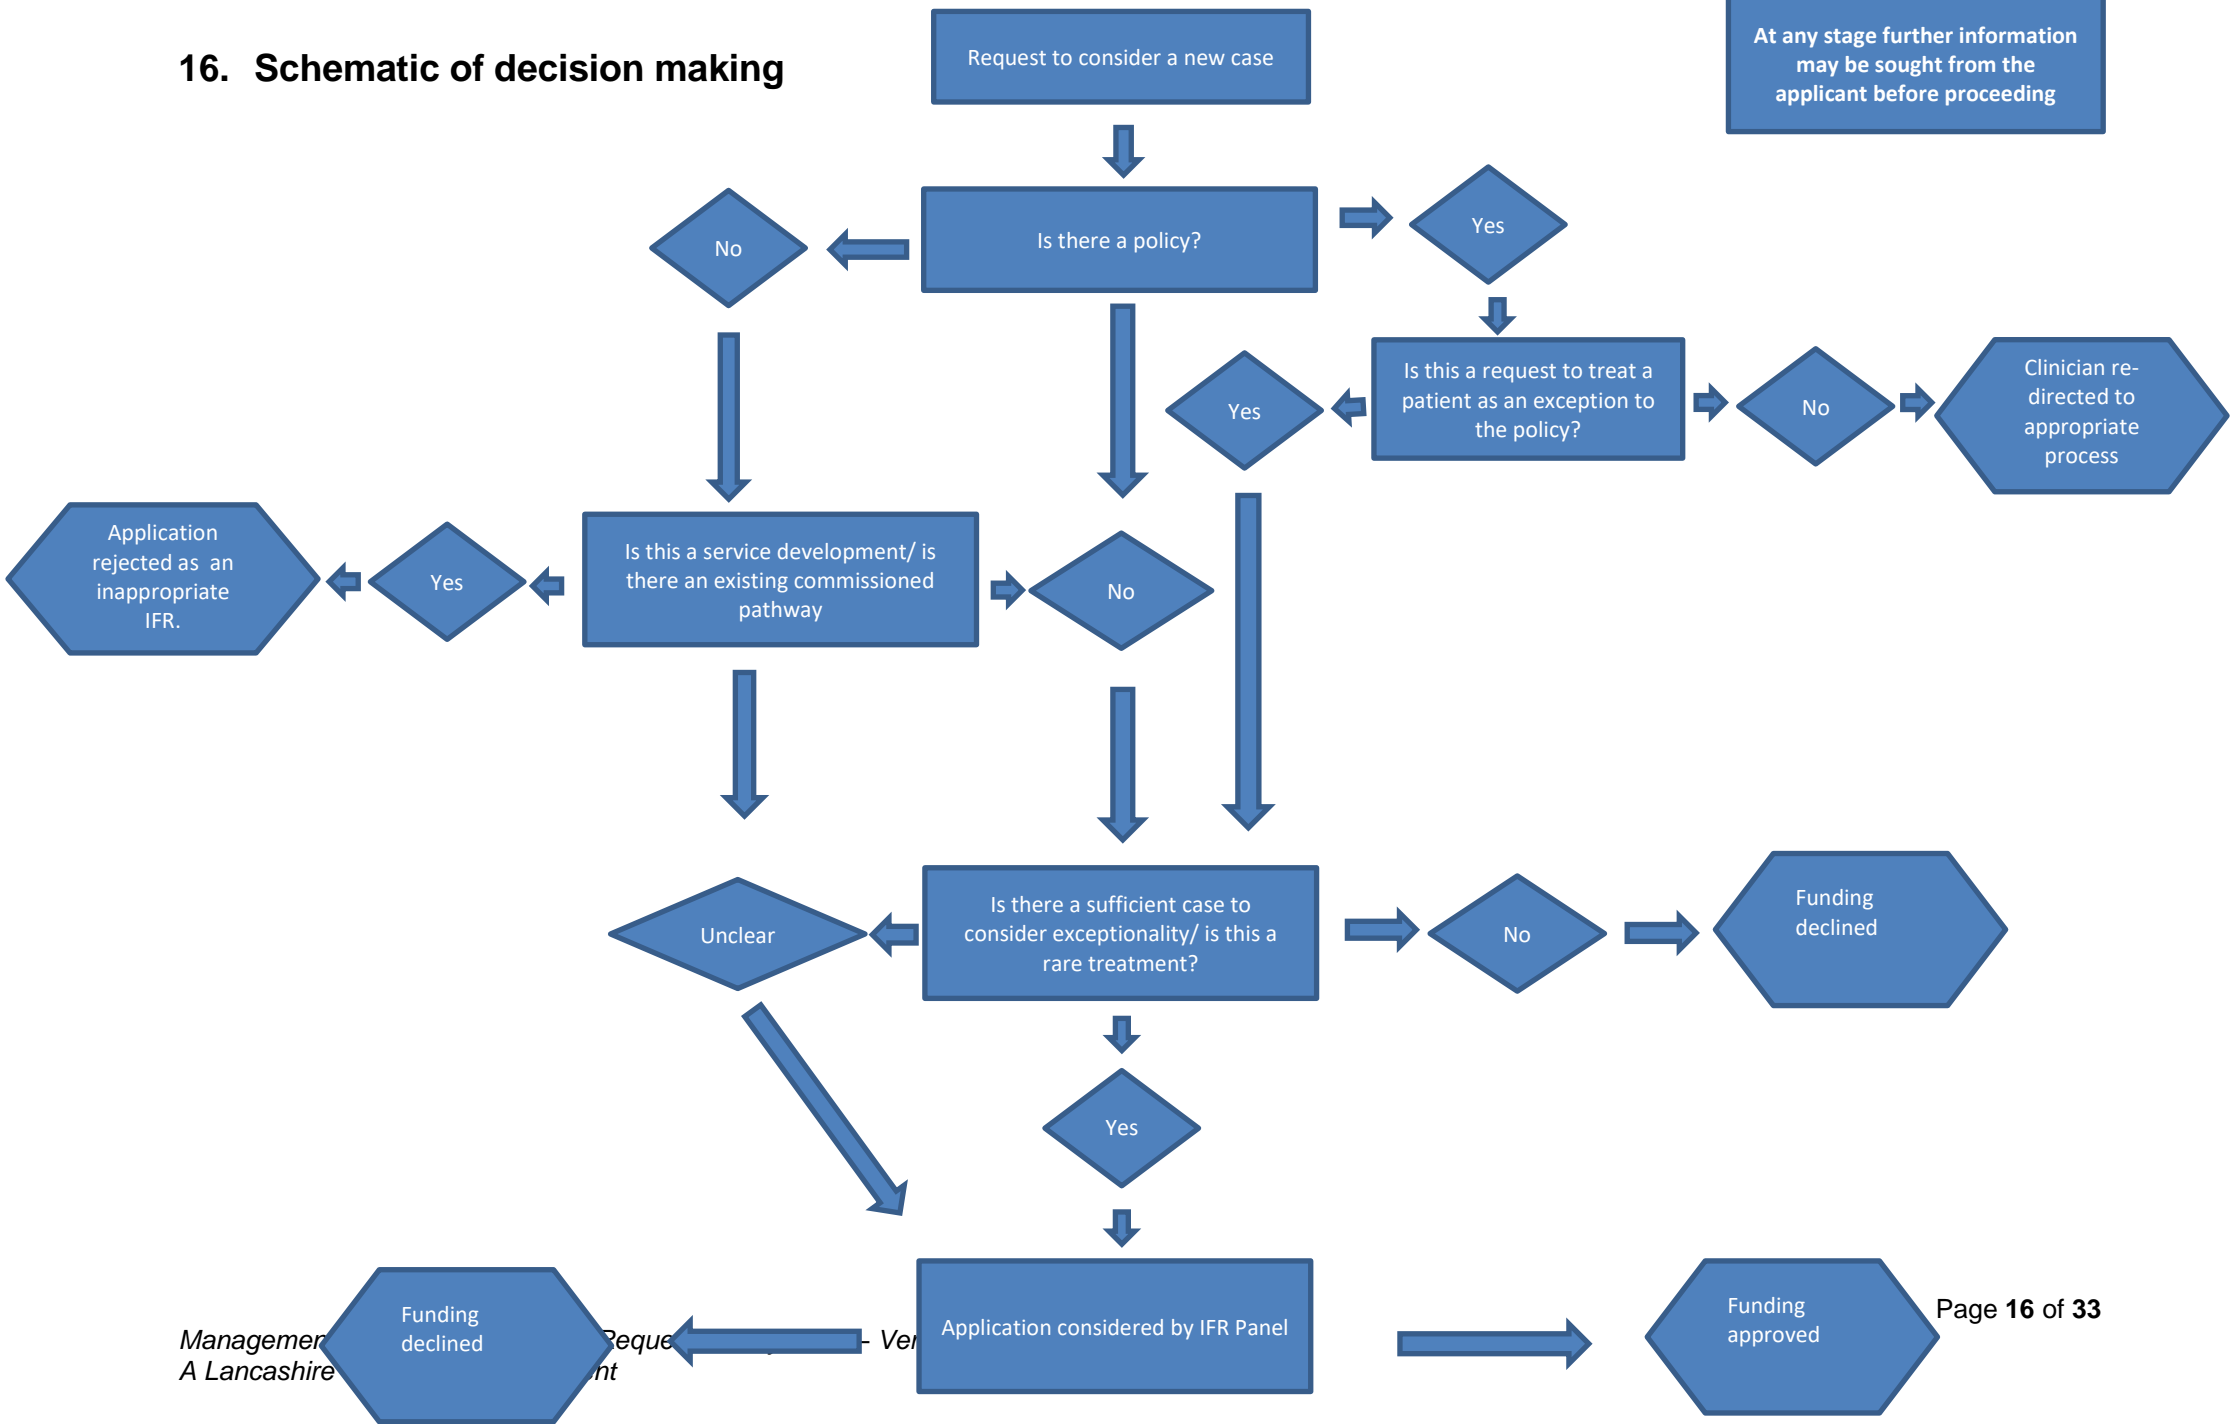 16. Schematic of decision making
Request to consider a new case
At any stage further information
may be sought from the
applicant before proceeding
No
Is there a policy?
Yes
Yes
Is this a request to treat a
patient as an exception to
the policy?
No
Clinician re-
directed to
appropriate
process
Application
rejected as an
inappropriate
IFR.
Yes
Is this a service development/ is
there an existing commissioned
pathway
No
Unclear
Is there a sufficient case to
consider exceptionality/ is this a
rare treatment?
No
Funding
declined
Yes
Funding
declined
Application considered by IFR Panel
Funding
approved
Page 16 of 33
A Lancashire